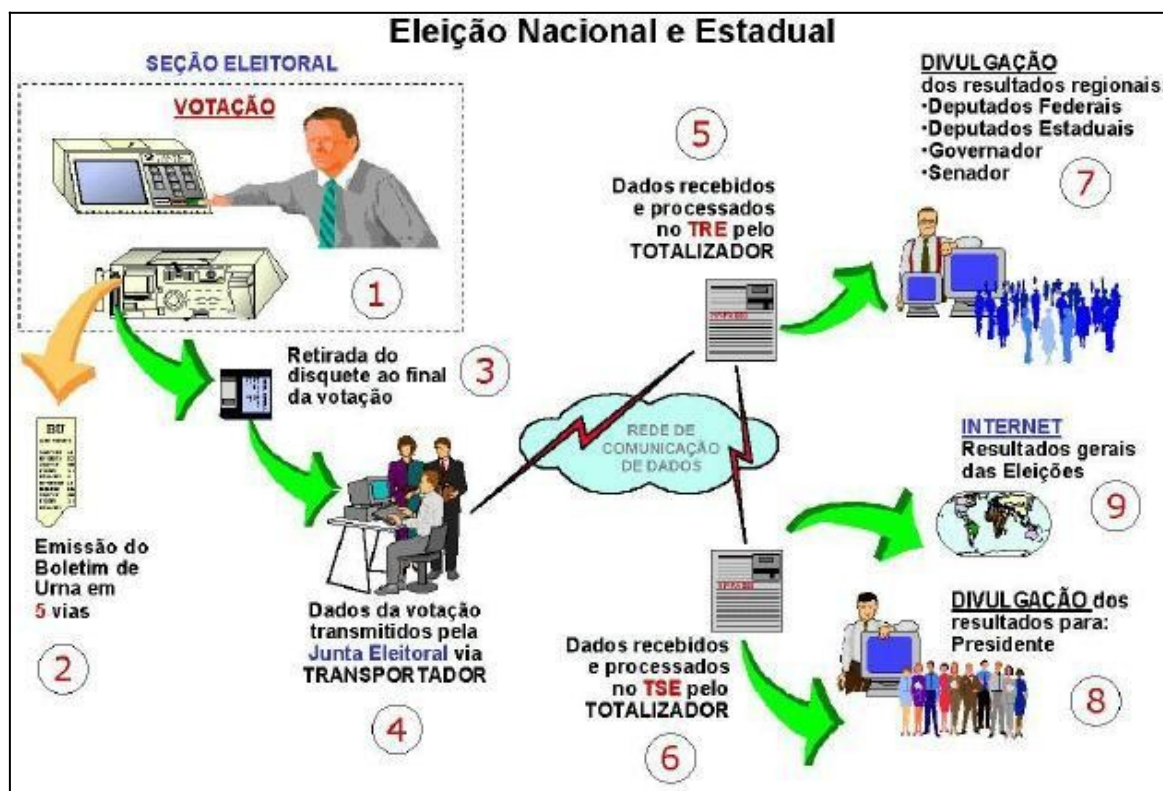 Eleição Nacional e Estadual
SEÇÃO ELEITORAL
VOTAÇÃO
1
BU
Emissão do
Boletim de
Urna em
5 vias
2
Retirada do
disquete ao final
da votação
3
Dados da votação
transmitidos pela
Junta Eleitoral via
TRANSPORTADOR
4
REDE DE
COMUNICAÇÃO
DE DADOS
5
Dados recebidos
e processados
no TRE pelo
TOTALIZADOR
Dados recebidos
e processados
no TSE pelo
TOTALIZADOR
6
DIVULGAÇÃO
dos resultados regionais:
•Deputados Federais
•Deputados Estaduais
•Governador
•Senador
7
INTERNET
Resultados gerais
das Eleições
9
DIVULGAÇÃO dos
resultados para:
Presidente
8